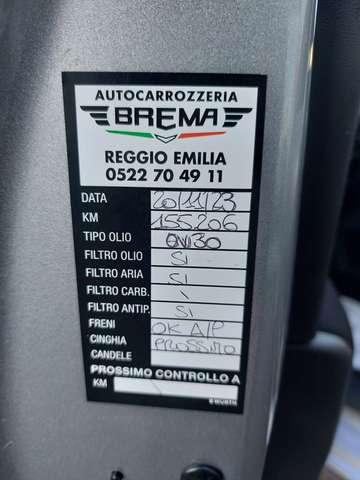 AUTOCARROZZERIA
BREMA
REGGIO EMILIA
0522 70 49 11
DATA 20/11/23
KM 155.206
TIPO OLIO 0W30
FILTRO OLIO SI
FILTRO ARIA SI
FILTRO CARB. \
FILTRO ANTIP. SI
FRENI OK A/P
CINGHIA PROSSIMO
CANDELE
PROSSIMO CONTROLLO A
KM \